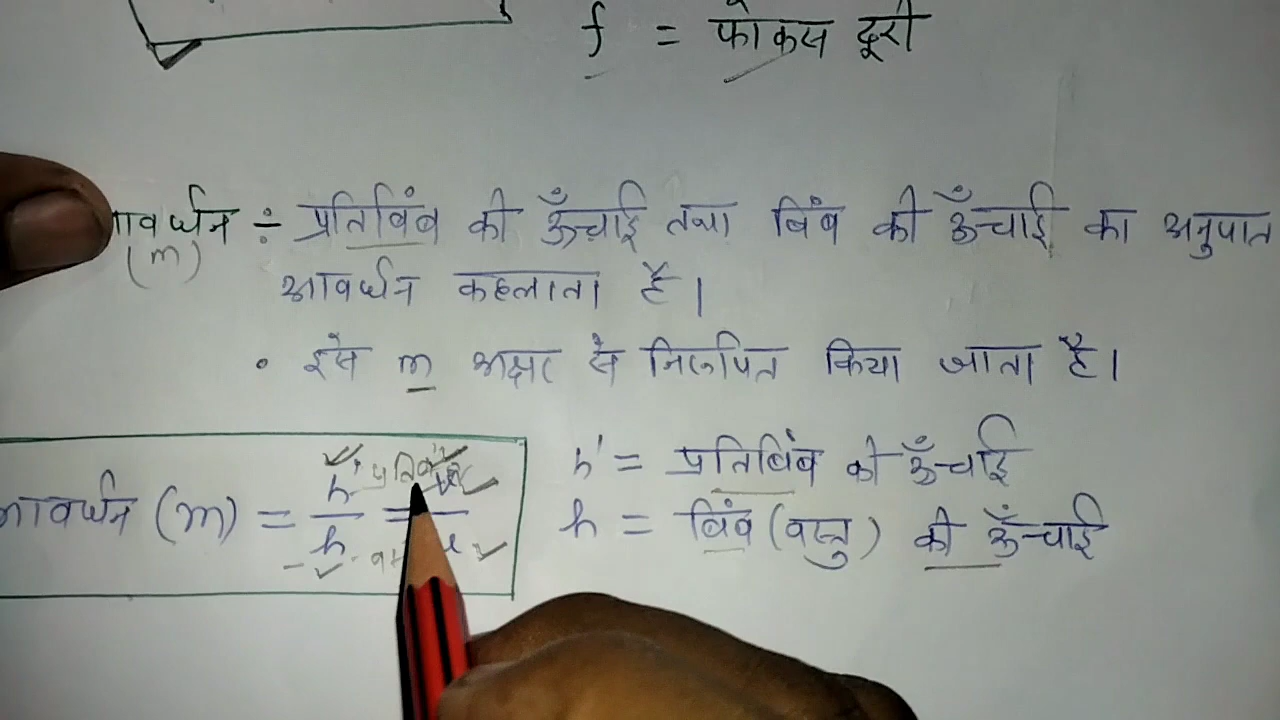 f = फोकस दूरी
आवर्धन ÷ प्रतिबिंब की ऊँचाई तथा बिंब की ऊँचाई का अनुपात
(m)
आवर्धन कहलाता है।
• इसे m अक्षर से निरूपित किया जाता है।
h' = प्रतिबिंब की ऊँचाई
आवर्धन (m) = h'/h =
h = बिंब (वस्तु) की ऊँचाई